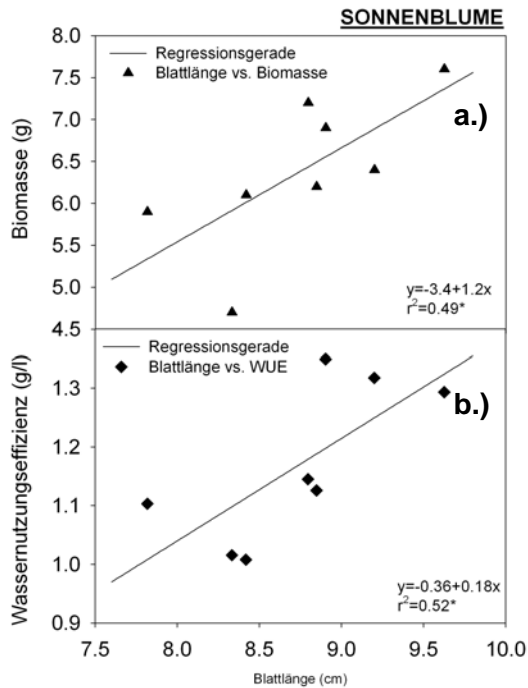 SONNENBLUME
8.0
7.5
7.0
6.5
6.0
5.5
5.0
4.5
Biomasse (g)
Regressionsgerade
Blattlänge vs. Biomasse
a.)
y=-3.4+1.2x
r²=0.49*
1.3
1.2
1.1
1.0
0.9
Wassernutzungseffizienz (g/l)
Regressionsgerade
Blattlänge vs. WUE
b.)
y=-0.36+0.18x
r²=0.52*
7.5 8.0 8.5 9.0 9.5 10.0
Blattlänge (cm)